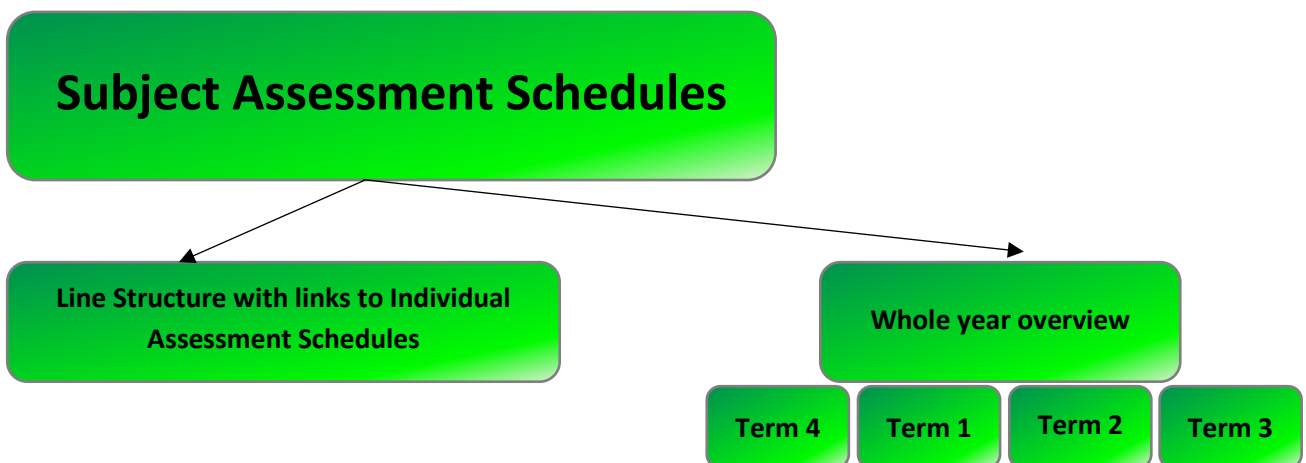 Subject Assessment Schedules
Line Structure with links to Individual
Assessment Schedules
Whole year overview
Term 4
Term 1
Term 2
Term 3